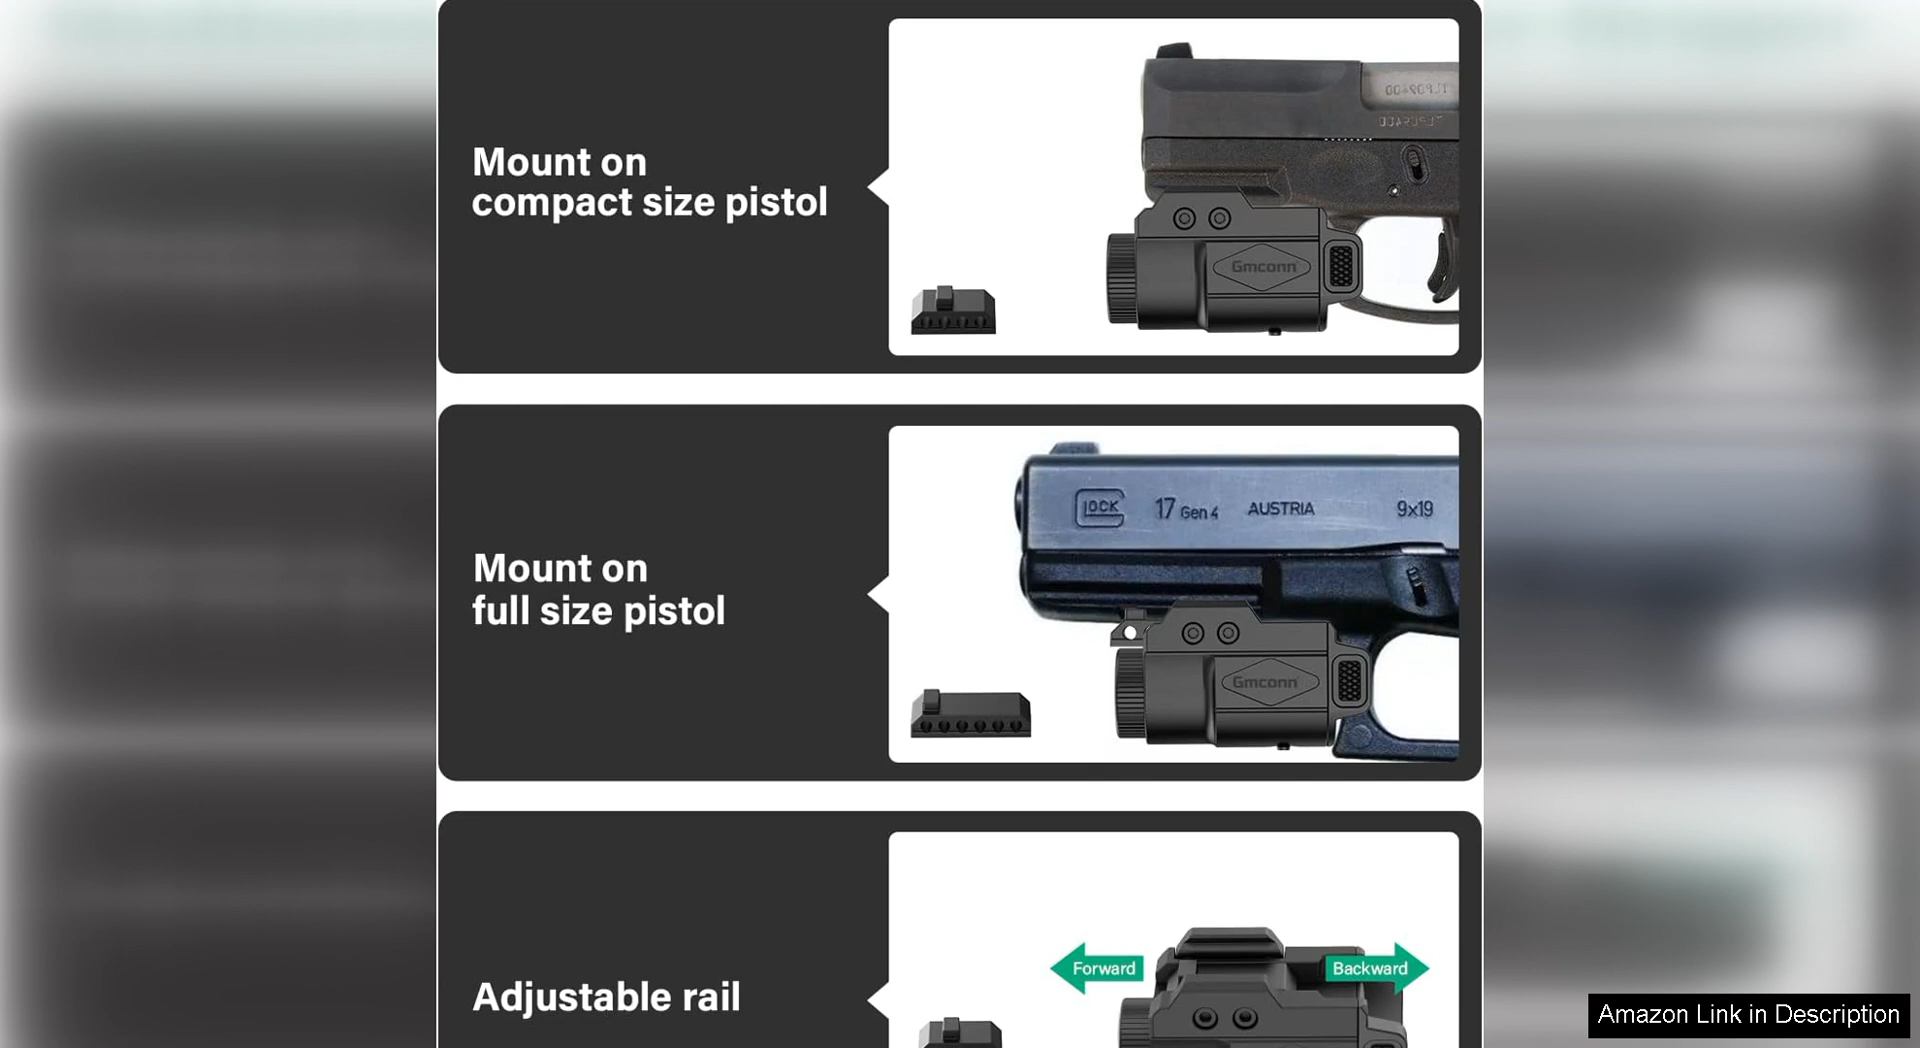 Mount on
compact size pistol
Gmconn
Mount on
full size pistol
GLOCK 17 Gen 4 AUSTRIA 9x19
Gmconn
Adjustable rail
Forward
Backward
Amazon Link in Description